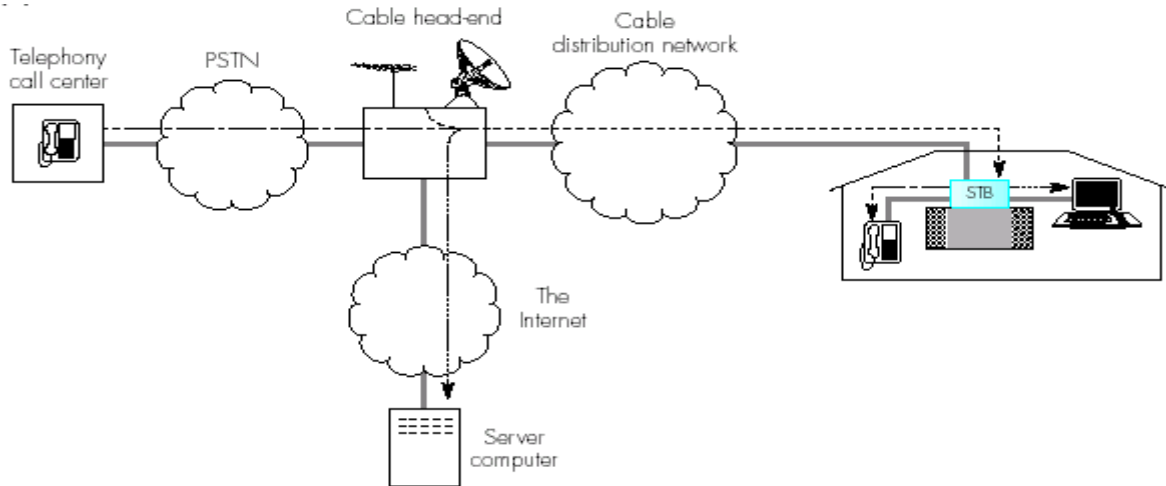 Cable head-end
Cable
distribution network
Telephony
call center
PSTN
STB
The
Internet
Server
computer